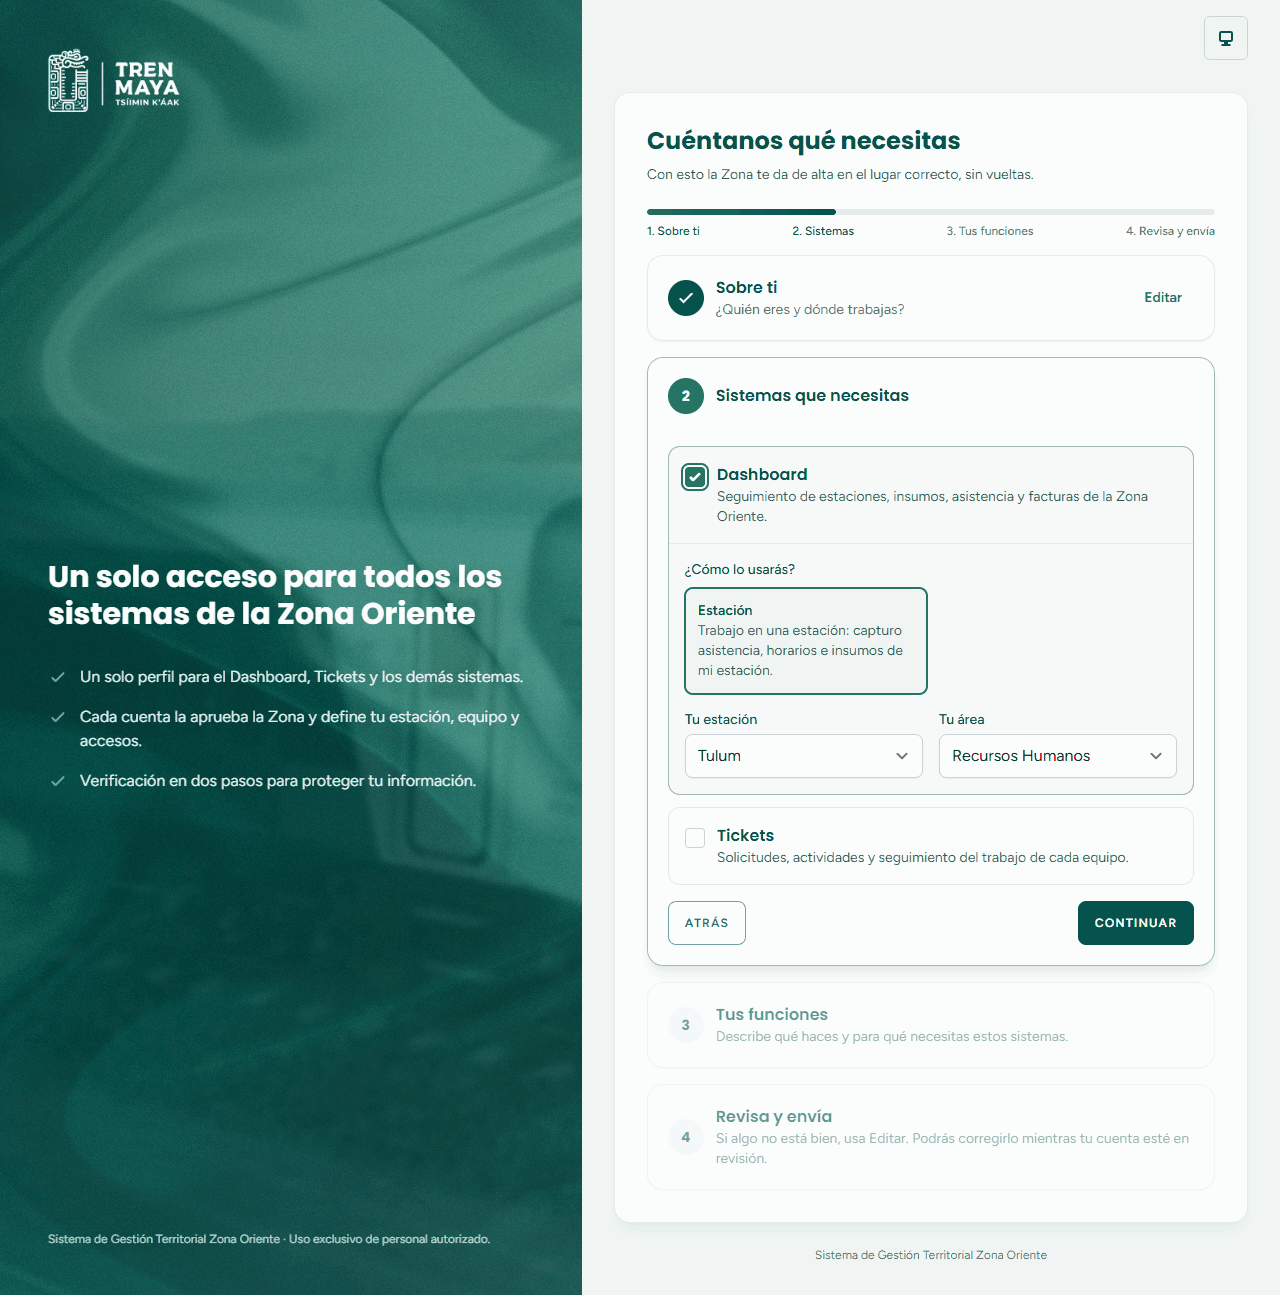 TREN
MAYA
TSÍIMIN K'ÁAK
Un solo acceso para todos los
sistemas de la Zona Oriente
Un solo perfil para el Dashboard, Tickets y los demás sistemas.
Cada cuenta la aprueba la Zona y define tu estación, equipo y
accesos.
Verificación en dos pasos para proteger tu información.
Sistema de Gestión Territorial Zona Oriente · Uso exclusivo de personal autorizado.
Cuéntanos qué necesitas
Con esto la Zona te da de alta en el lugar correcto, sin vueltas.
1. Sobre ti
2. Sistemas
3. Tus funciones
4. Revisa y envía
Sobre ti
¿Quién eres y dónde trabajas?
Editar
2
Sistemas que necesitas
Dashboard
Seguimiento de estaciones, insumos, asistencia y facturas de la Zona
Oriente.
¿Cómo lo usarás?
Estación
Trabajo en una estación: capturo
asistencia, horarios e insumos de
mi estación.
Tu estación
Tulum
Tu área
Recursos Humanos
Tickets
Solicitudes, actividades y seguimiento del trabajo de cada equipo.
ATRÁS
CONTINUAR
3
Tus funciones
Describe qué haces y para qué necesitas estos sistemas.
4
Revisa y envía
Si algo no está bien, usa Editar. Podrás corregirlo mientras tu cuenta esté en
revisión.
Sistema de Gestión Territorial Zona Oriente